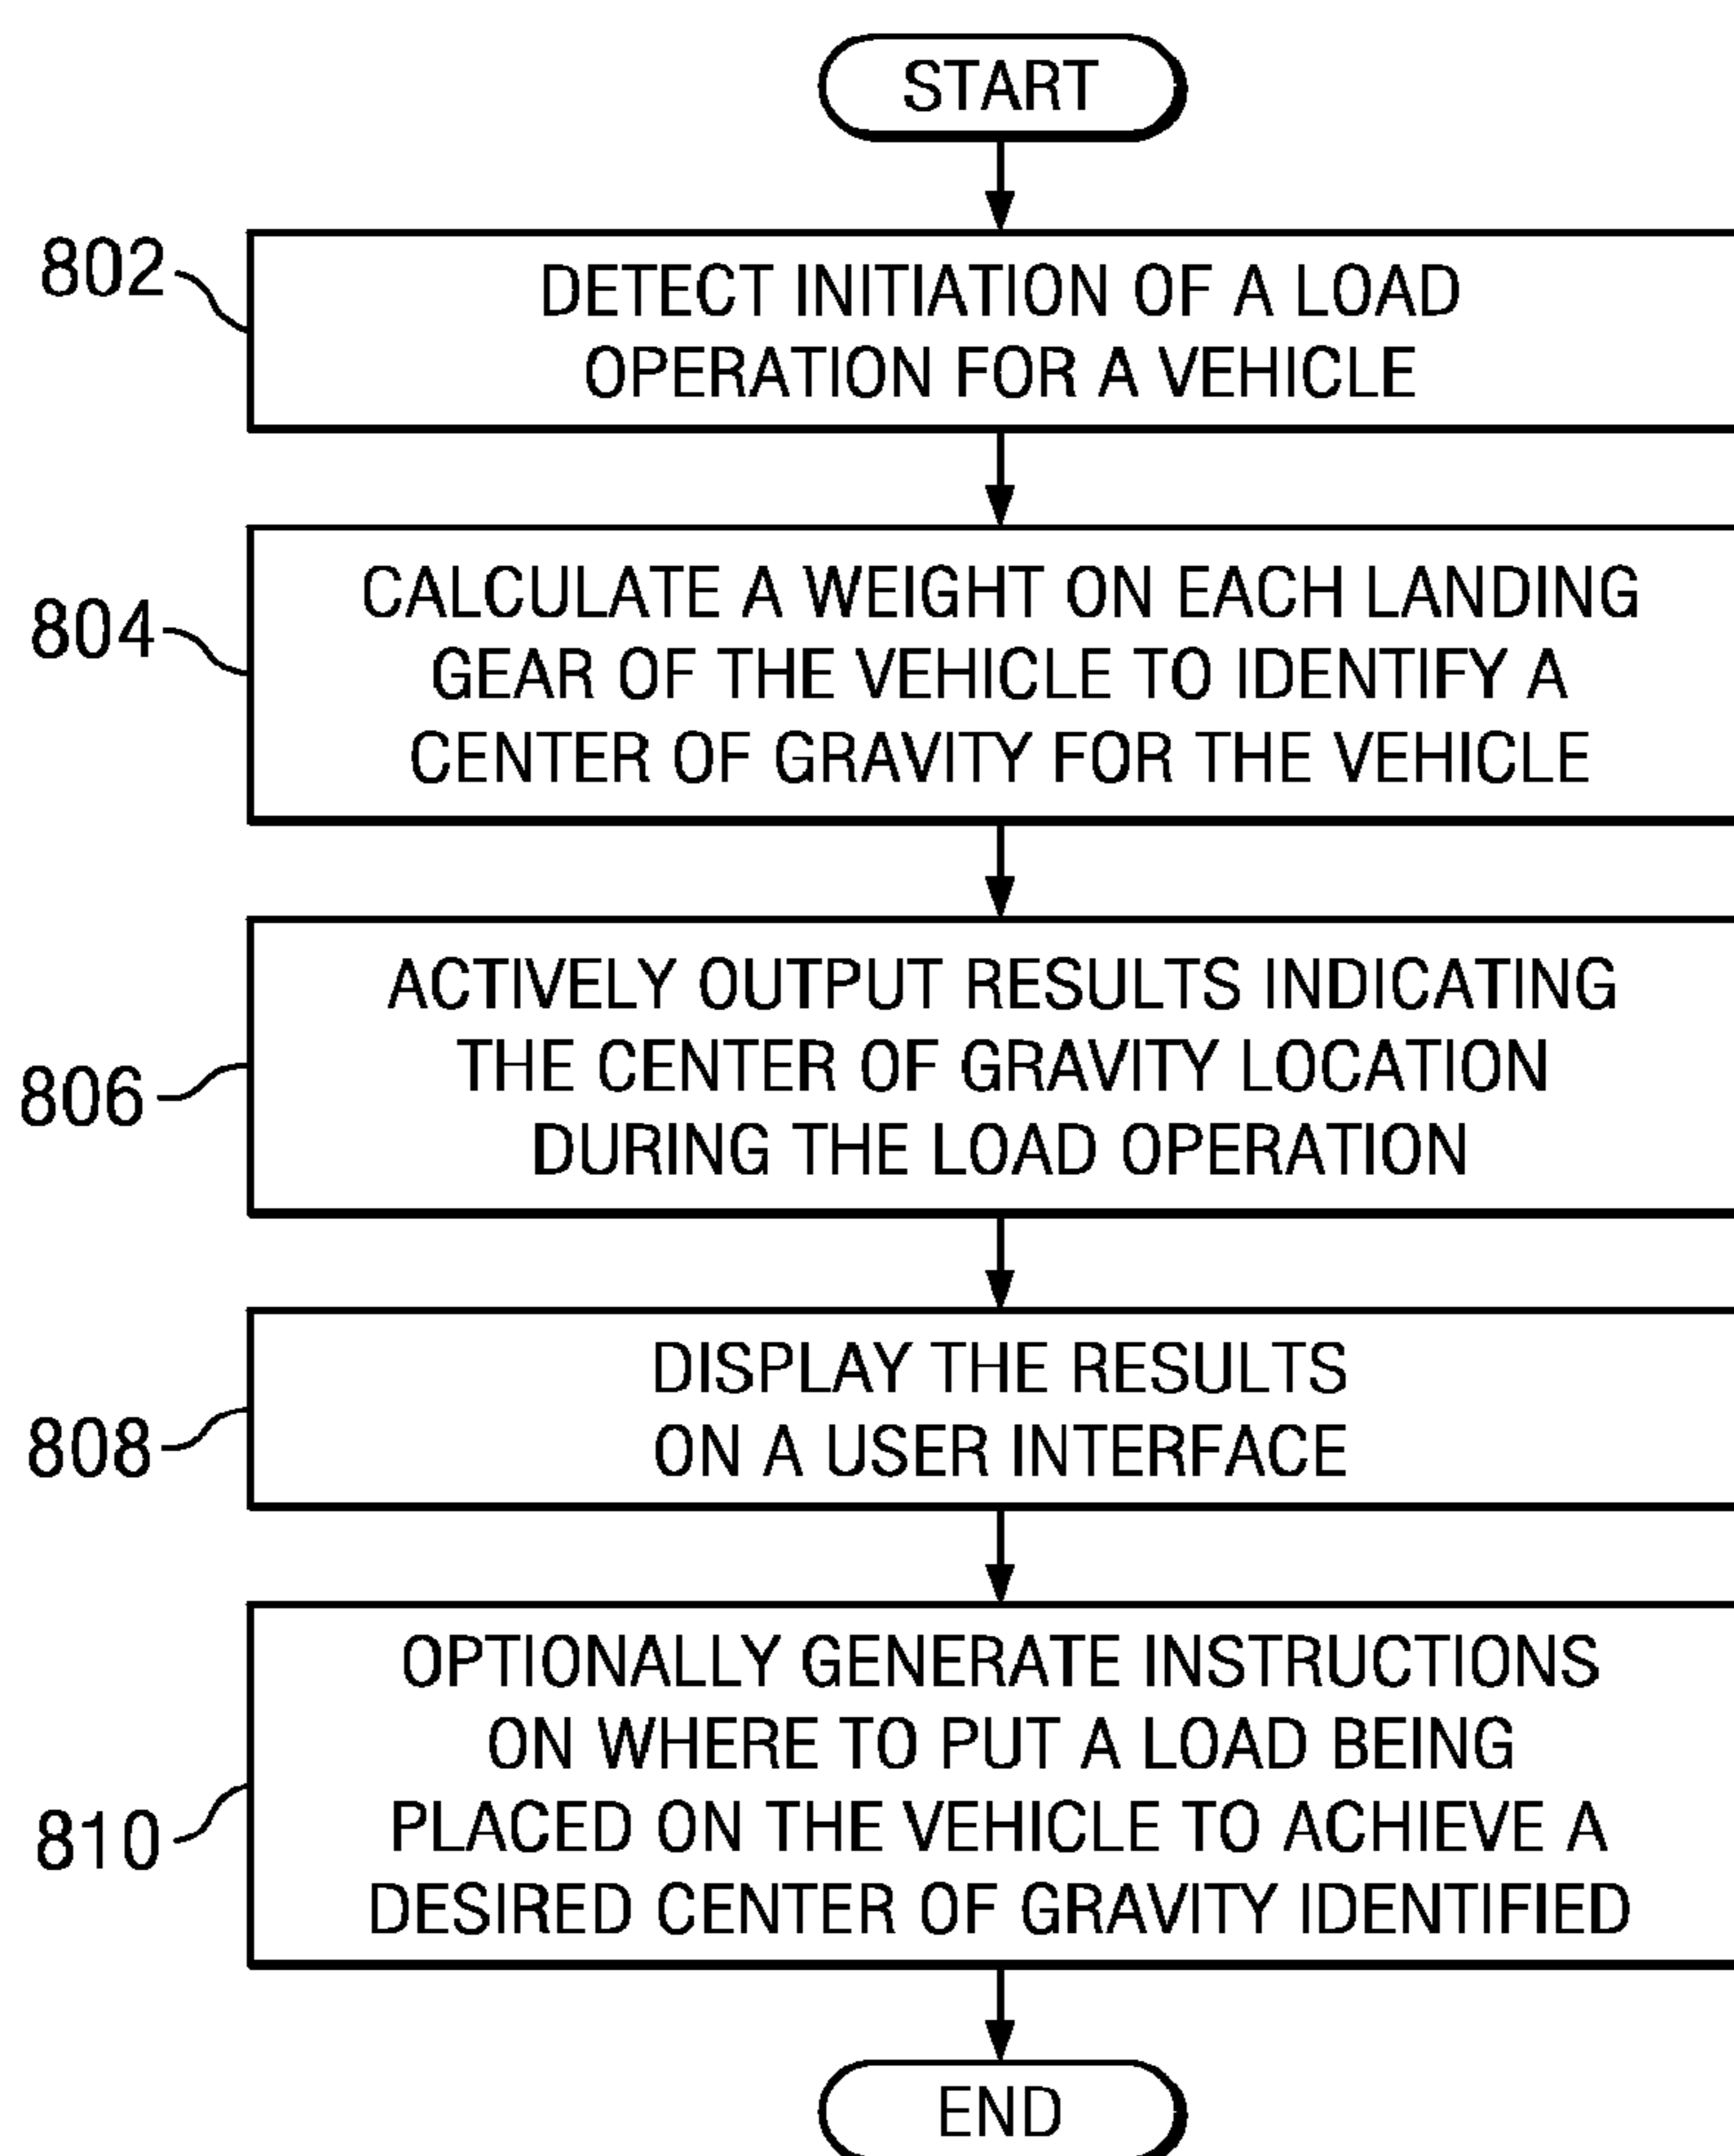 START
802
DETECT INITIATION OF A LOAD
OPERATION FOR A VEHICLE
804
CALCULATE A WEIGHT ON EACH LANDING
GEAR OF THE VEHICLE TO IDENTIFY A
CENTER OF GRAVITY FOR THE VEHICLE
806
ACTIVELY OUTPUT RESULTS INDICATING
THE CENTER OF GRAVITY LOCATION
DURING THE LOAD OPERATION
808
DISPLAY THE RESULTS
ON A USER INTERFACE
810
OPTIONALLY GENERATE INSTRUCTIONS
ON WHERE TO PUT A LOAD BEING
PLACED ON THE VEHICLE TO ACHIEVE A
DESIRED CENTER OF GRAVITY IDENTIFIED
END